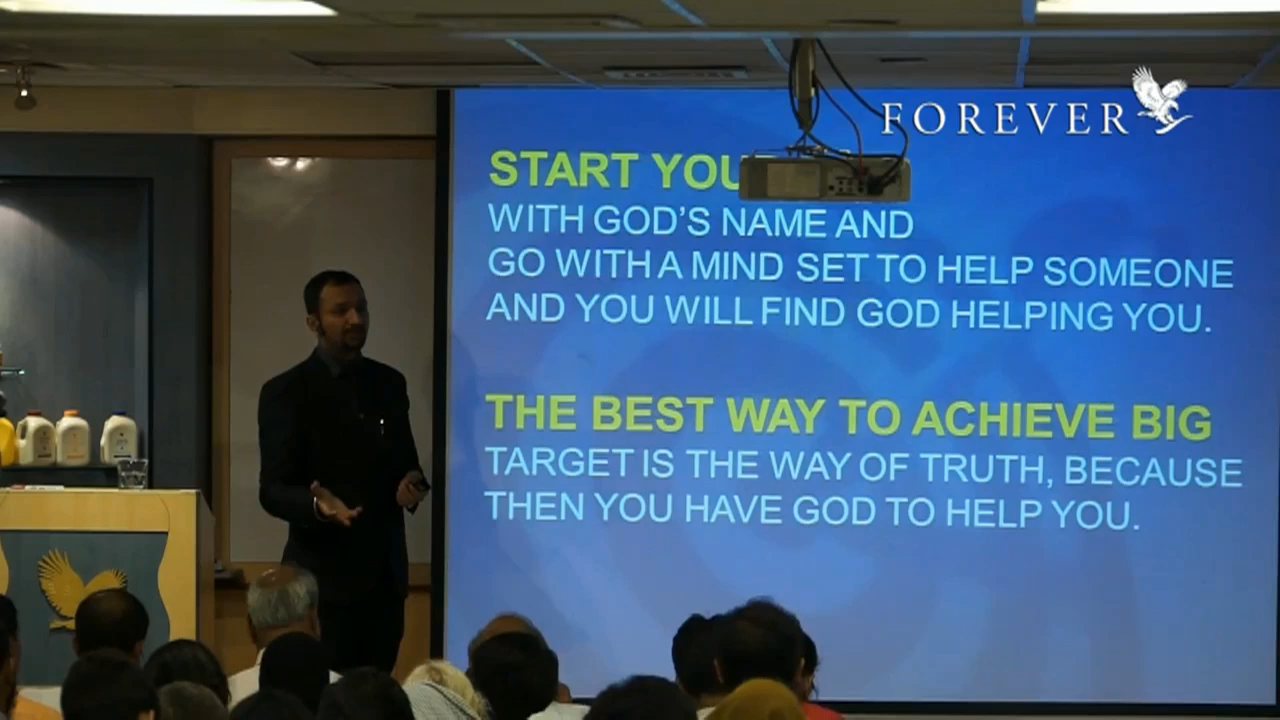 FOREVER
START YOU
WITH GOD'S NAME AND
GO WITH A MIND SET TO HELP SOMEONE
AND YOU WILL FIND GOD HELPING YOU.
THE BEST WAY TO ACHIEVE BIG
TARGET IS THE WAY OF TRUTH, BECAUSE
THEN YOU HAVE GOD TO HELP YOU.